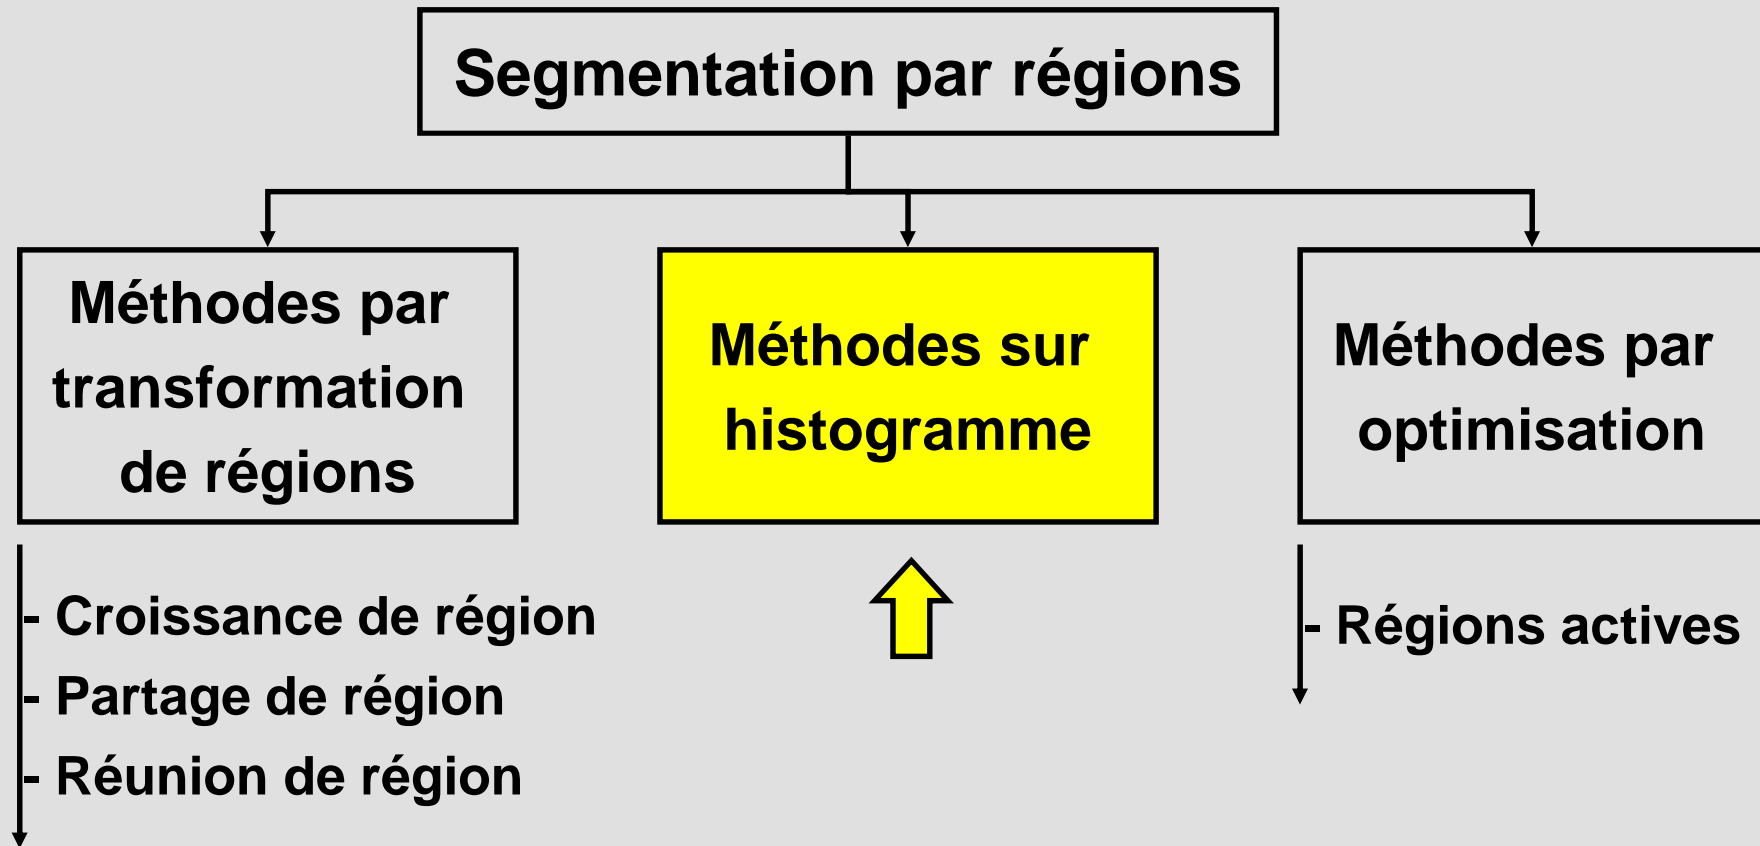 Segmentation par régions
Méthodes par
transformation
de régions
Méthodes sur
histogramme
Méthodes par
optimisation
- Croissance de région
- Partage de région
- Réunion de région
- Régions actives